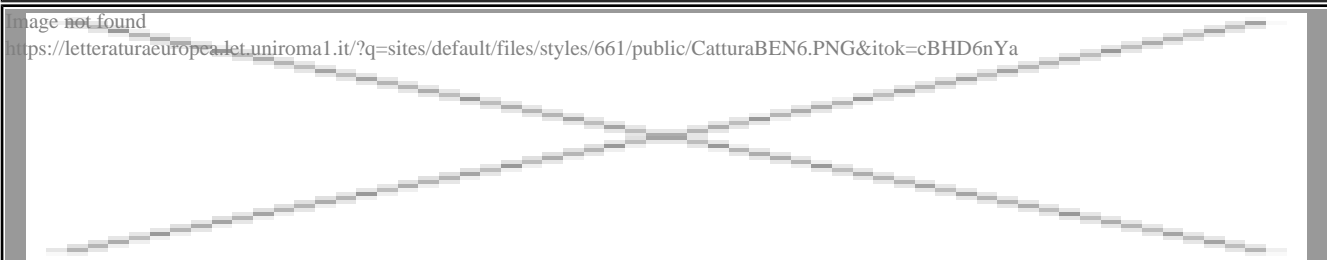 Image not found
https://letteraturaeuropea.let.uniroma1.it/?q=sites/default/files/styles/661/public/CatturaBEN6.PNG&itok=cBHD6nYa